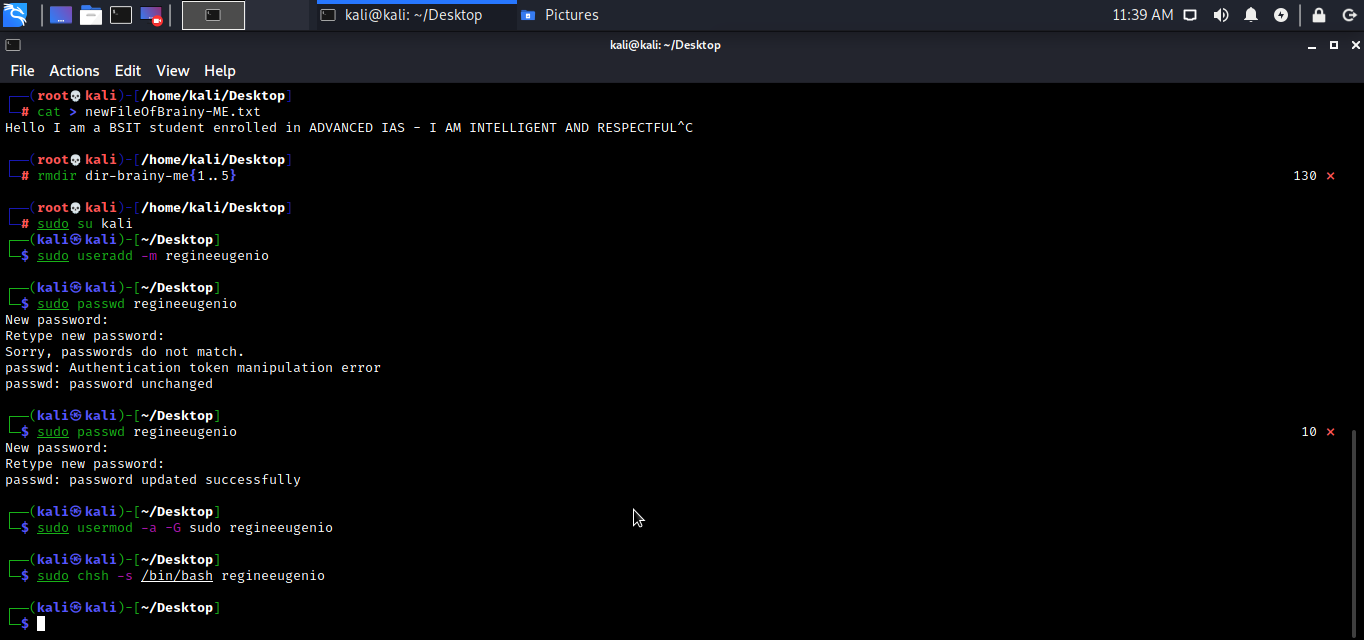 kali@kali: ~/Desktop
Pictures
11:39 AM
kali@kali: ~/Desktop
File Actions Edit View Help
┌──(root💀kali)-[/home/kali/Desktop]
└─# cat > newFileOfBrainy-ME.txt
Hello I am a BSIT student enrolled in ADVANCED IAS - I AM INTELLIGENT AND RESPECTFUL^C
┌──(root💀kali)-[/home/kali/Desktop]
└─# rmdir dir-brainy-me{1..5} 130 ⨯
┌──(root💀kali)-[/home/kali/Desktop]
└─# sudo su kali
┌──(kali㉿kali)-[~/Desktop]
└─$ sudo useradd -m regineeugenio
┌──(kali㉿kali)-[~/Desktop]
└─$ sudo passwd regineeugenio
New password:
Retype new password:
Sorry, passwords do not match.
passwd: Authentication token manipulation error
passwd: password unchanged
┌──(kali㉿kali)-[~/Desktop]
└─$ sudo passwd regineeugenio 10 ⨯
New password:
Retype new password:
passwd: password updated successfully
┌──(kali㉿kali)-[~/Desktop]
└─$ sudo usermod -a -G sudo regineeugenio
┌──(kali㉿kali)-[~/Desktop]
└─$ sudo chsh -s /bin/bash regineeugenio
┌──(kali㉿kali)-[~/Desktop]
└─$